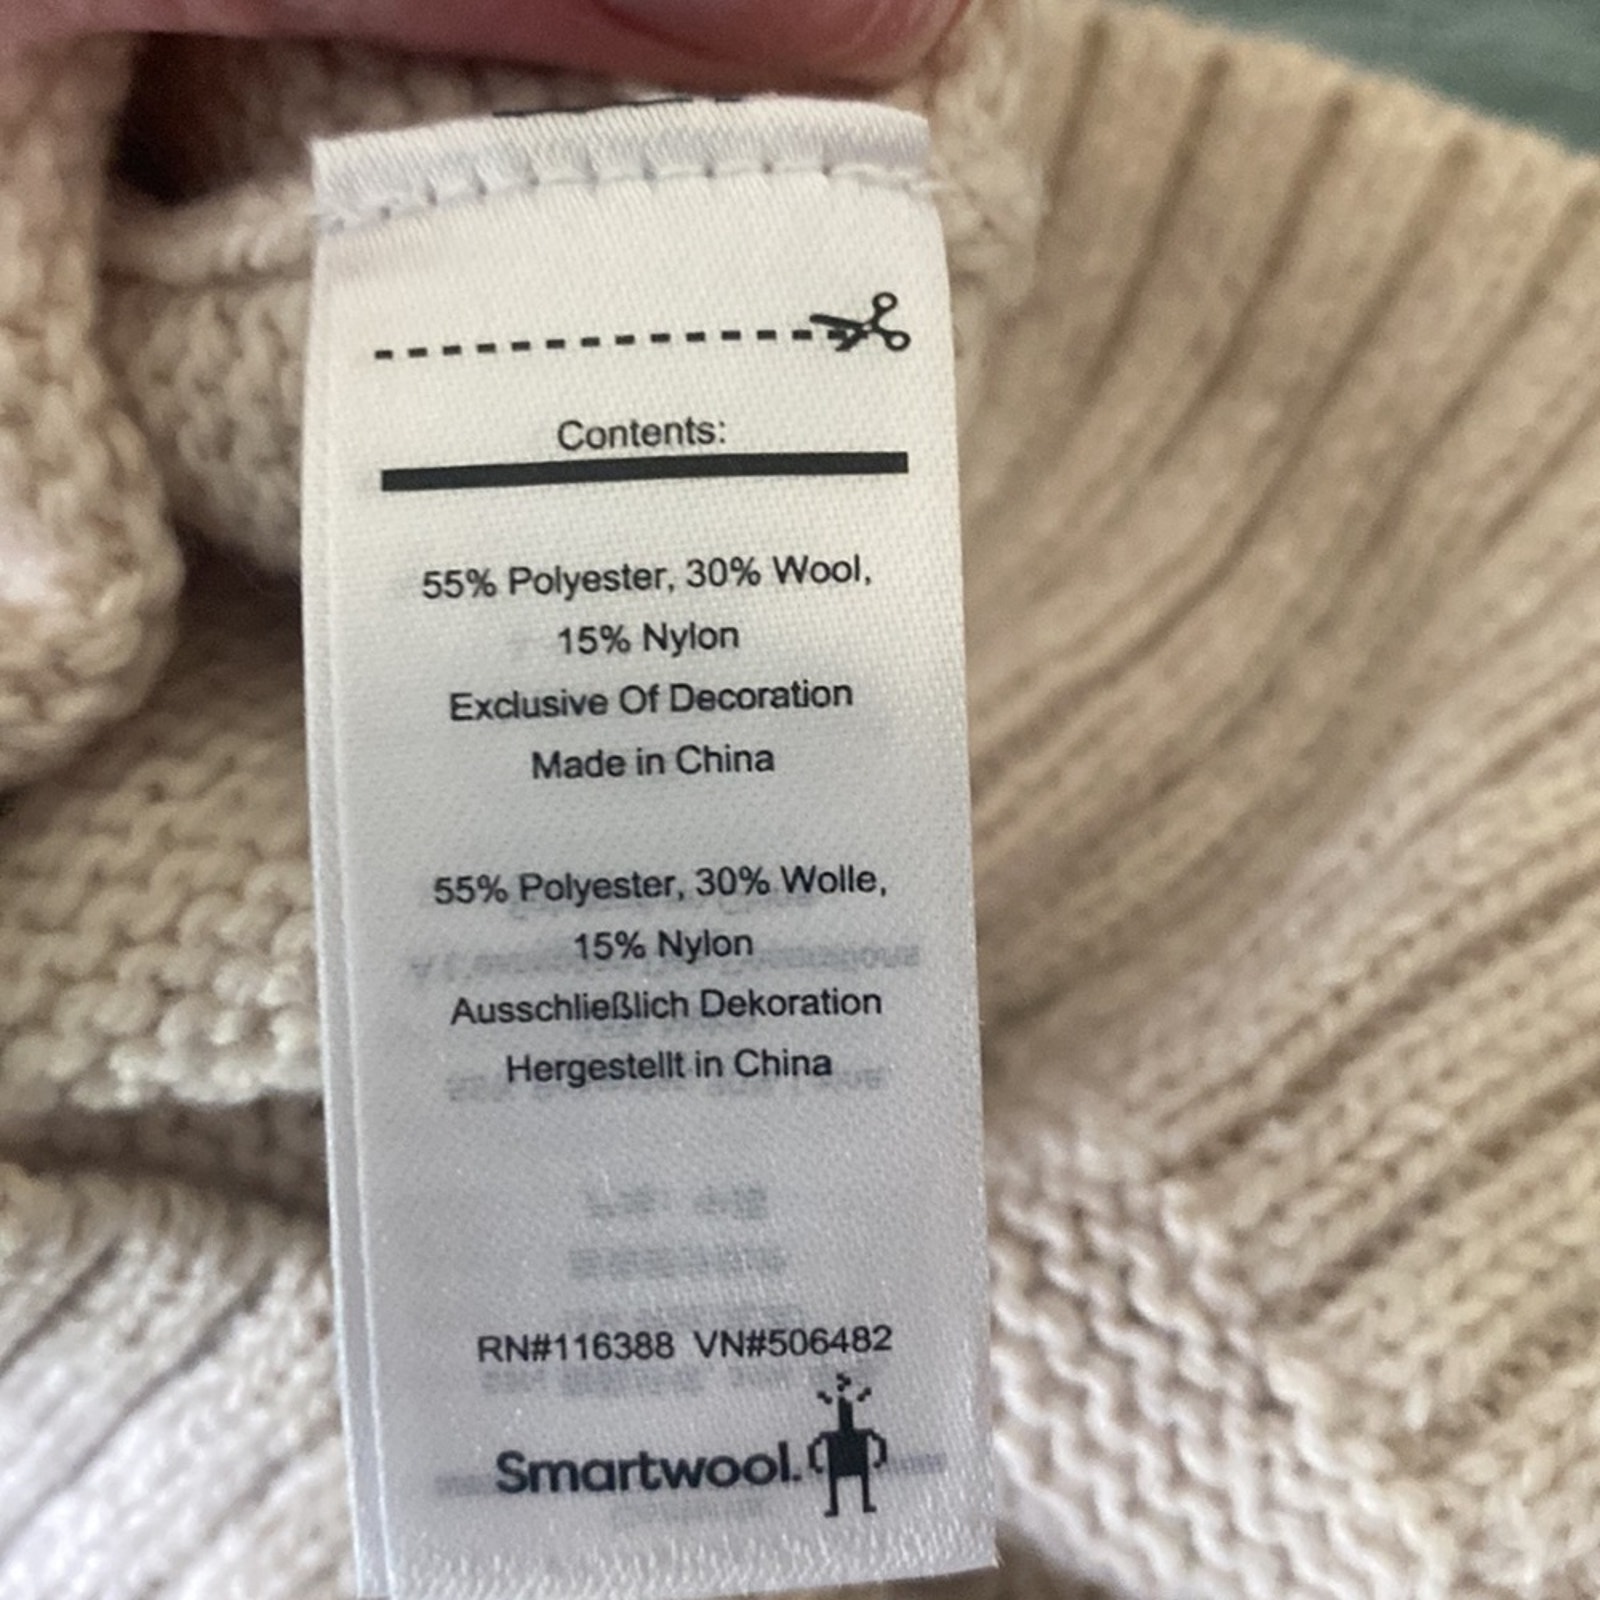 Contents:
55% Polyester, 30% Wool,
15% Nylon
Exclusive Of Decoration
Made in China
55% Polyester, 30% Wolle,
15% Nylon
Ausschließlich Dekoration
Hergestellt in China
RN#116388 VN#506482
Smartwool.